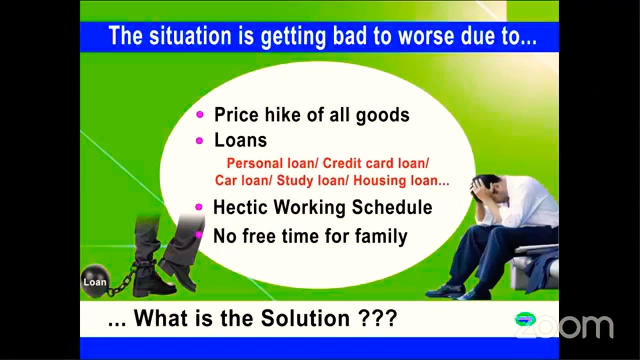 The situation is getting bad to worse due to...
Price hike of all goods
Loans
Personal loan/ Credit card loan/
Car loan/ Study loan/ Housing loan...
Hectic Working Schedule
No free time for family
Loan
... What is the Solution ???
zoom